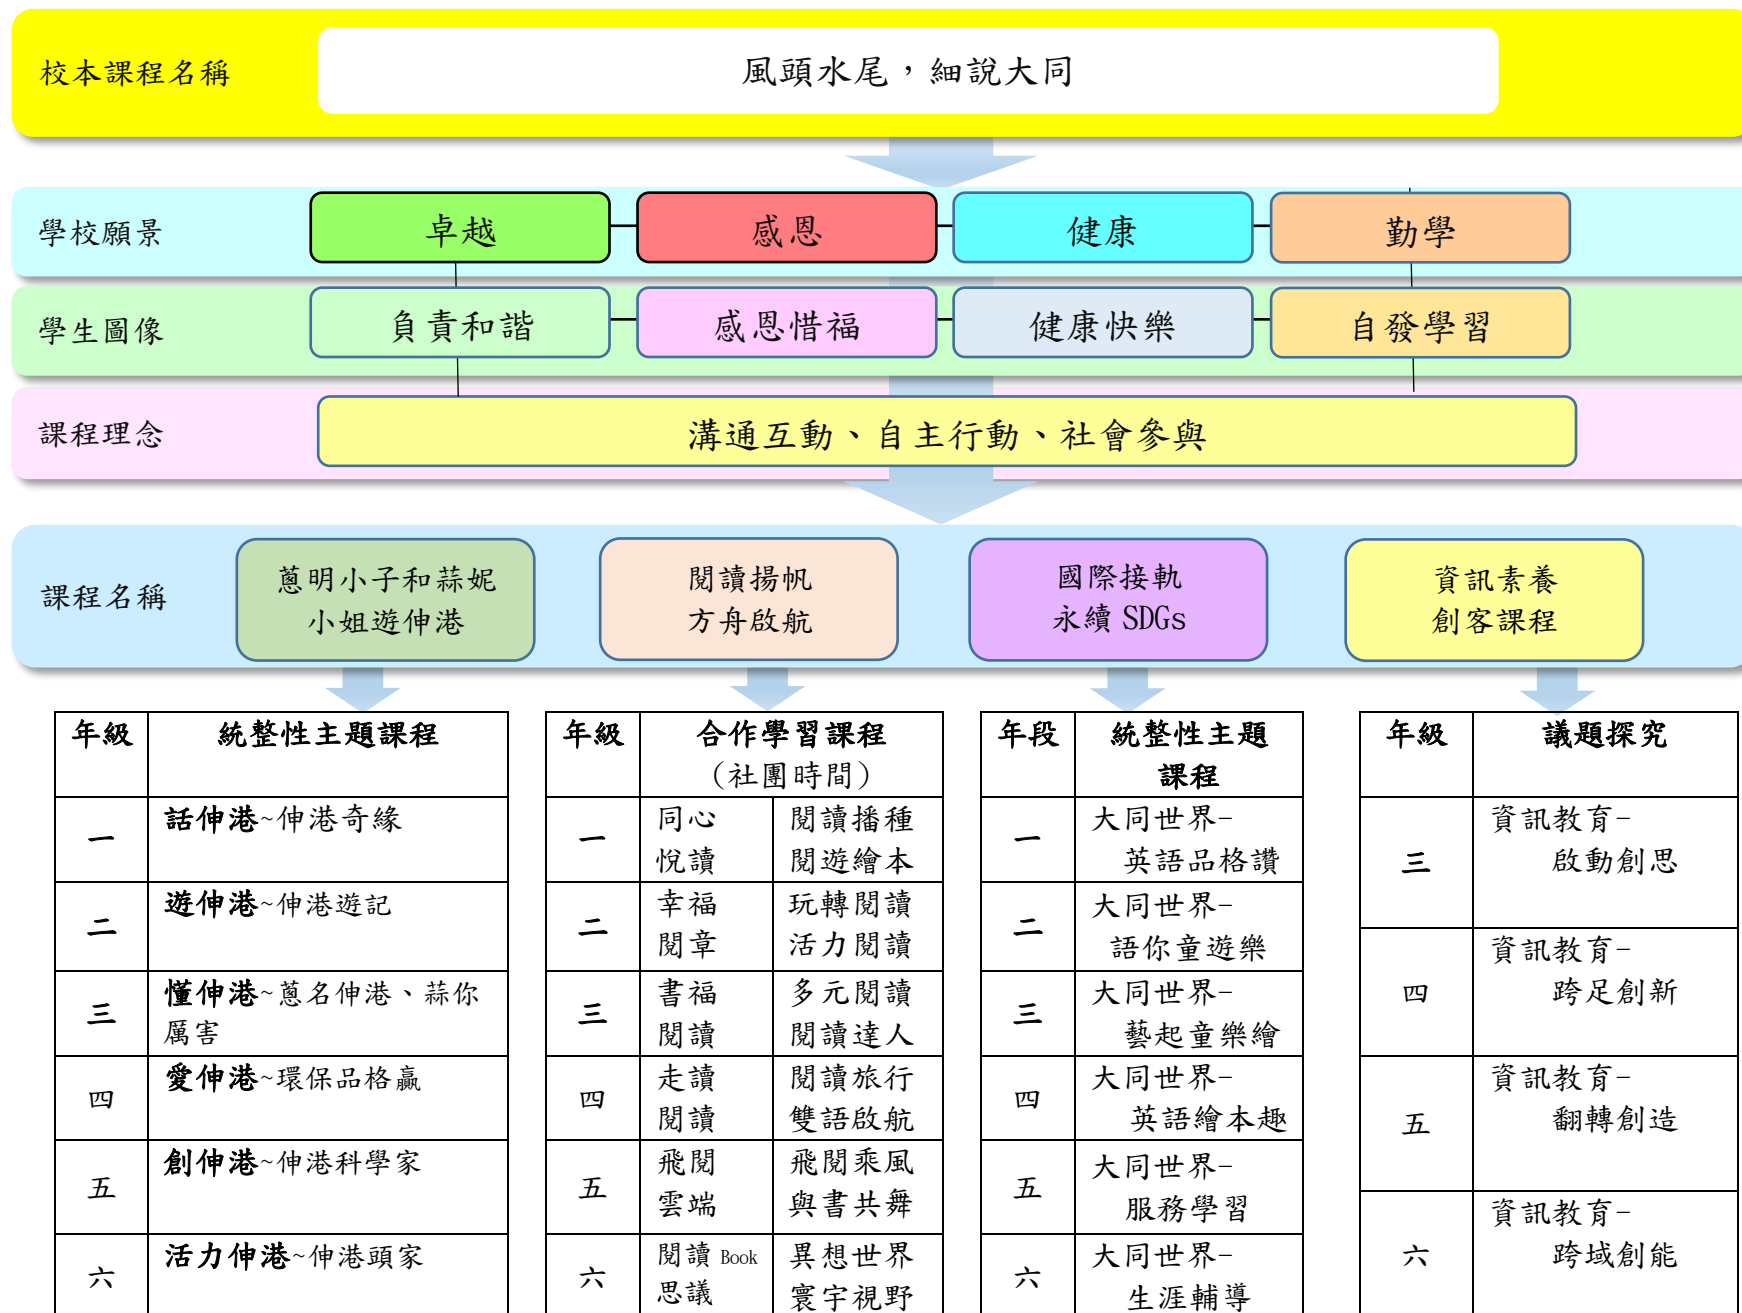 校本課程名稱
風頭水尾，細說大同
學校願景
卓越
感恩
健康
勤學
學生圖像
負責和諧
感恩惜福
健康快樂
自發學習
課程理念
溝通互動、自主行動、社會參與
課程名稱
蔥明小子和蒜妮
小姐遊伸港
閱讀揚帆
方舟啟航
國際接軌
永續 SDGs
資訊素養
創客課程
年級
統整性主題課程
一
話伸港~伸港奇緣
二
遊伸港~伸港遊記
三
懂伸港~蔥名伸港、蒜你
厲害
四
愛伸港~環保品格贏
五
創伸港~伸港科學家
六
活力伸港~伸港頭家
年級
合作學習課程
（社團時間）
一
同心
悅讀
閱讀播種
閱遊繪本
二
幸福
閱章
玩轉閱讀
活力閱讀
三
書福
閱讀
多元閱讀
閱讀達人
四
走讀
閱讀
閱讀旅行
雙語啟航
五
飛閱
雲端
飛閱乘風
與書共舞
六
閱讀 Book
思議
異想世界
寰宇視野
年段
統整性主題
課程
一
大同世界-
英語品格讚
二
大同世界-
語你童遊樂
三
大同世界-
藝起童樂繪
四
大同世界-
英語繪本趣
五
大同世界-
服務學習
六
大同世界-
生涯輔導
年級
議題探究
三
資訊教育-
啟動創思
四
資訊教育-
跨足創新
五
資訊教育-
翻轉創造
六
資訊教育-
跨域創能